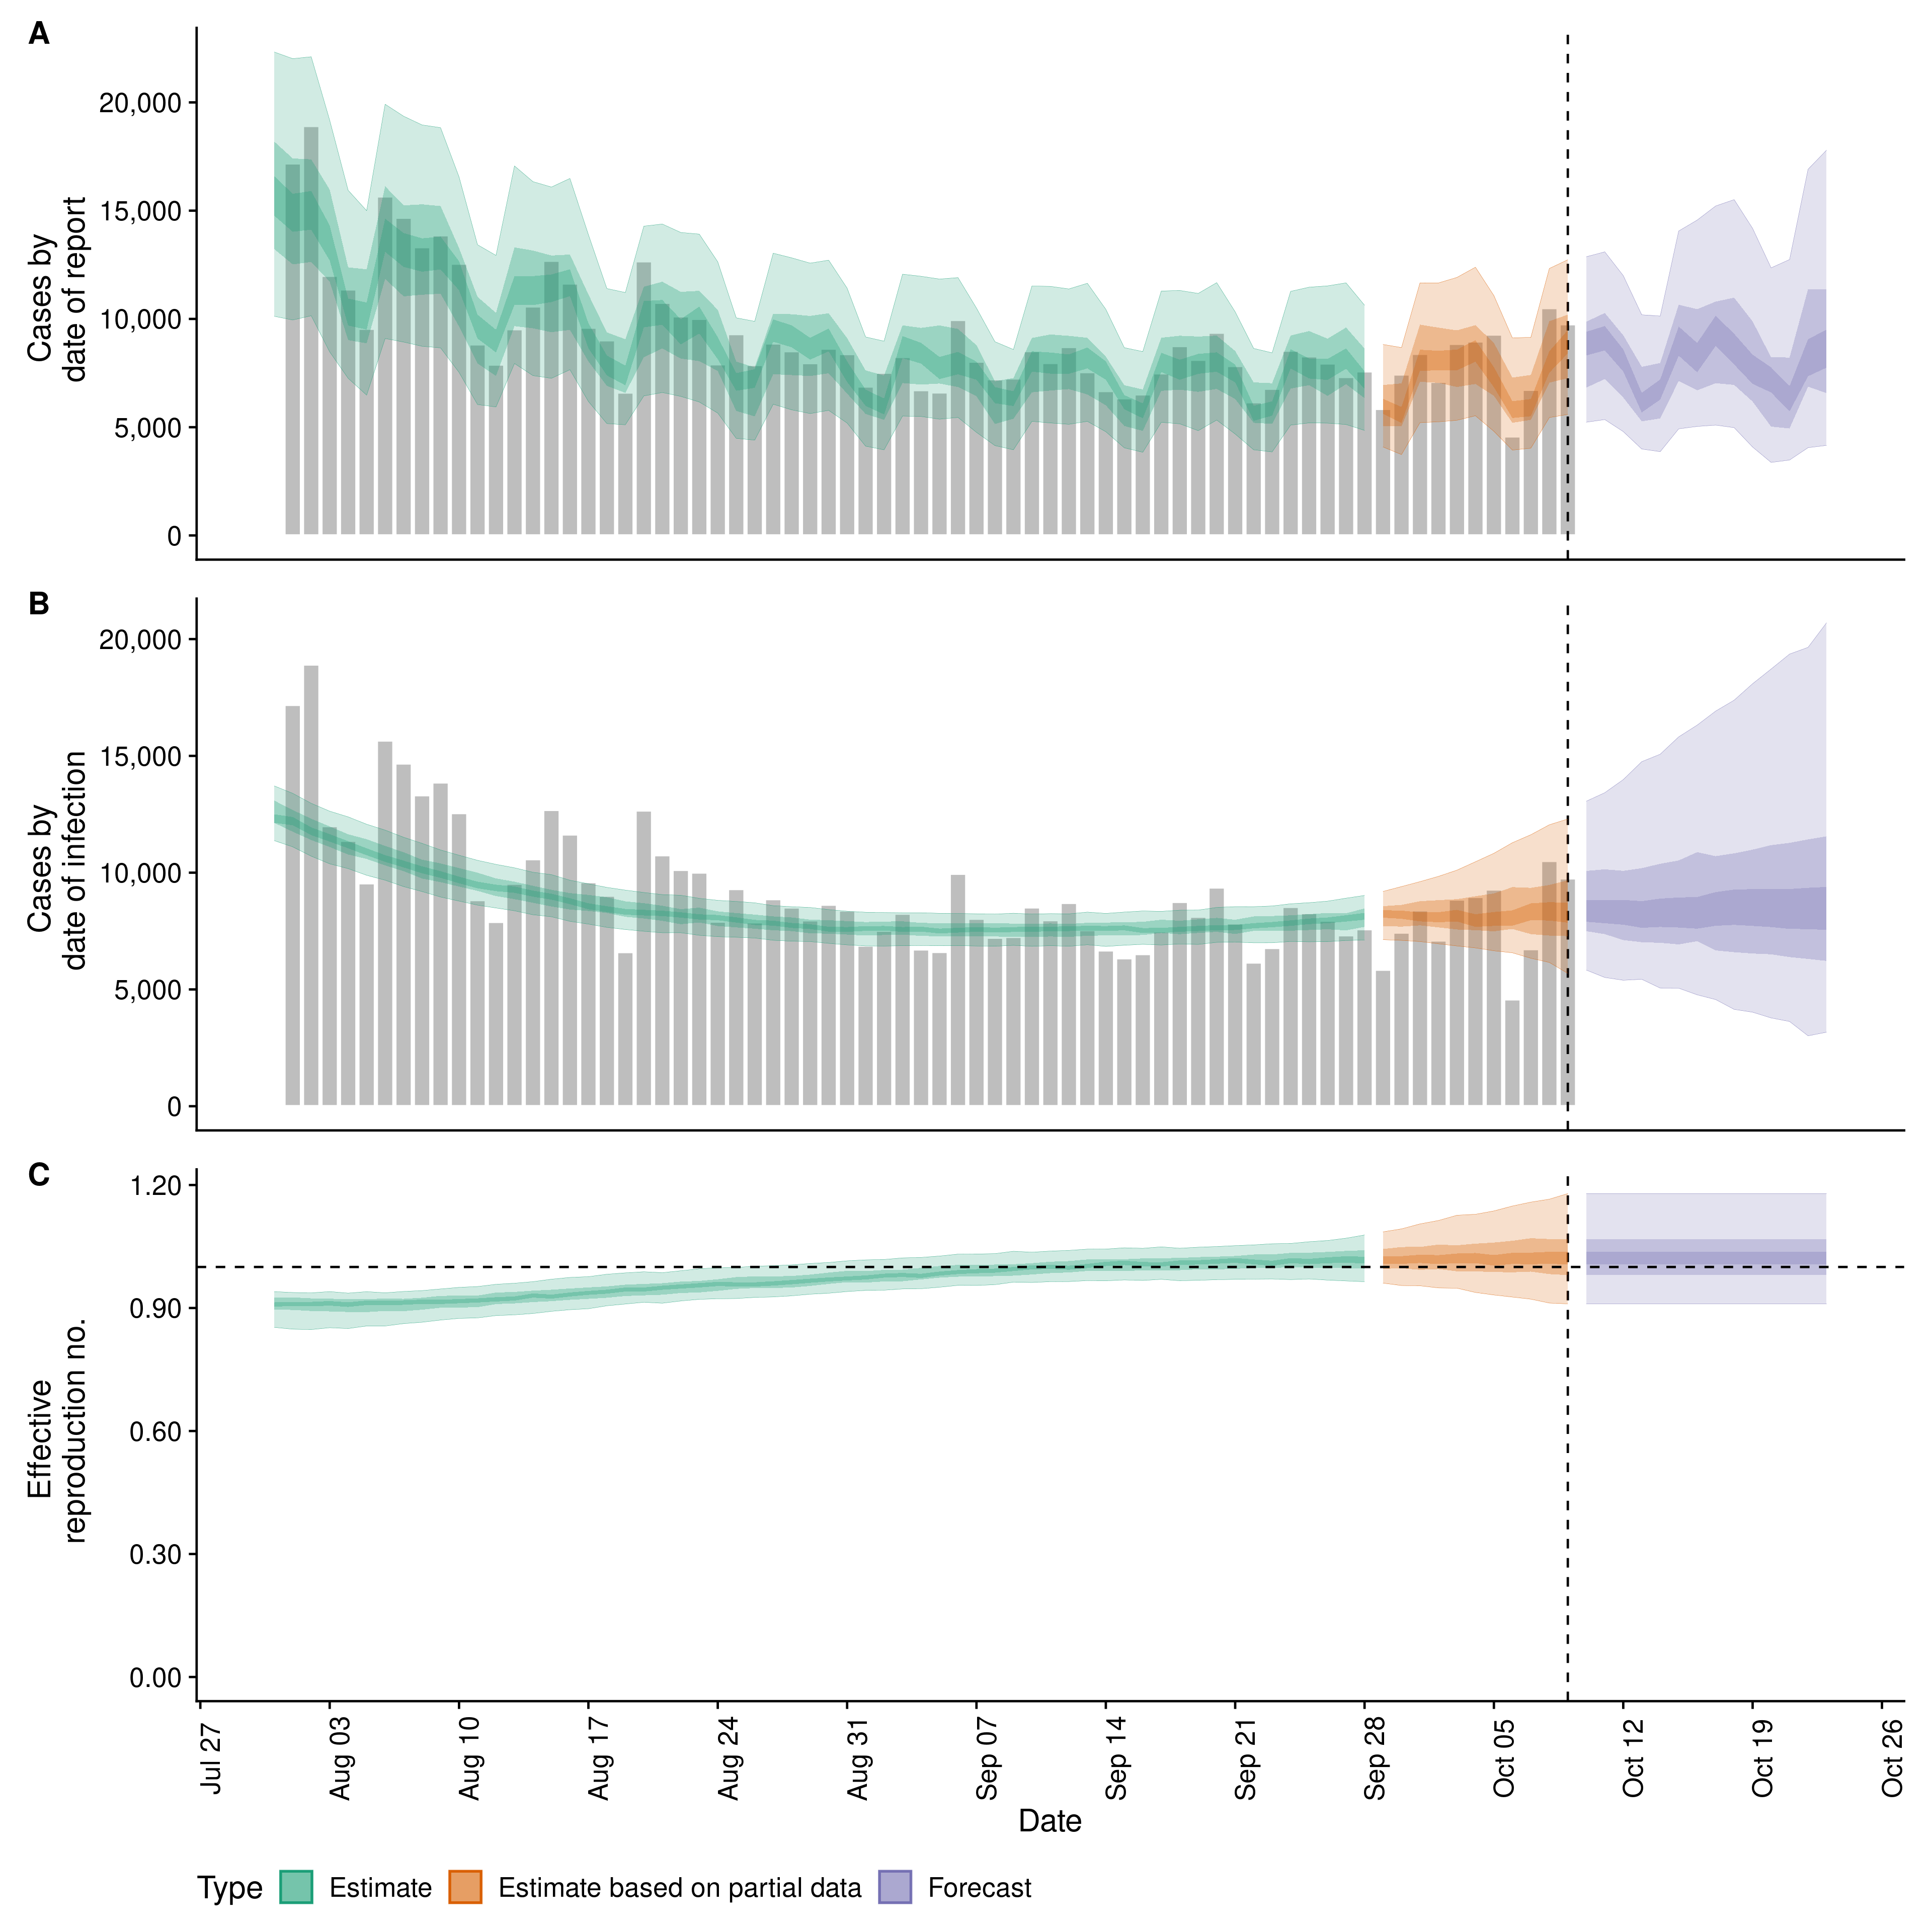 A
20,000
15,000
10,000
5,000
0
Cases by
date of report
B
20,000
15,000
10,000
5,000
0
Cases by
date of infection
C
1.20
0.90
0.60
0.30
0.00
Effective
reproduction no.
Jul 27
Aug 03
Aug 10
Aug 17
Aug 24
Aug 31
Sep 07
Sep 14
Sep 21
Sep 28
Oct 05
Oct 12
Oct 19
Oct 26
Date
Type Estimate Estimate based on partial data Forecast